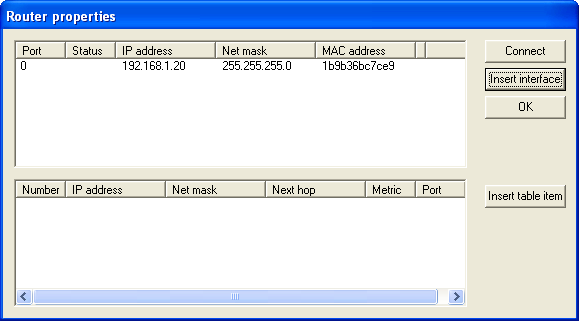 Router properties
Port Status IP address Net mask MAC address
0 192.168.1.20 255.255.255.0 1b9b36bc7ce9
Connect
Insert interface
OK
Number IP address Net mask Next hop Metric Port
Insert table item